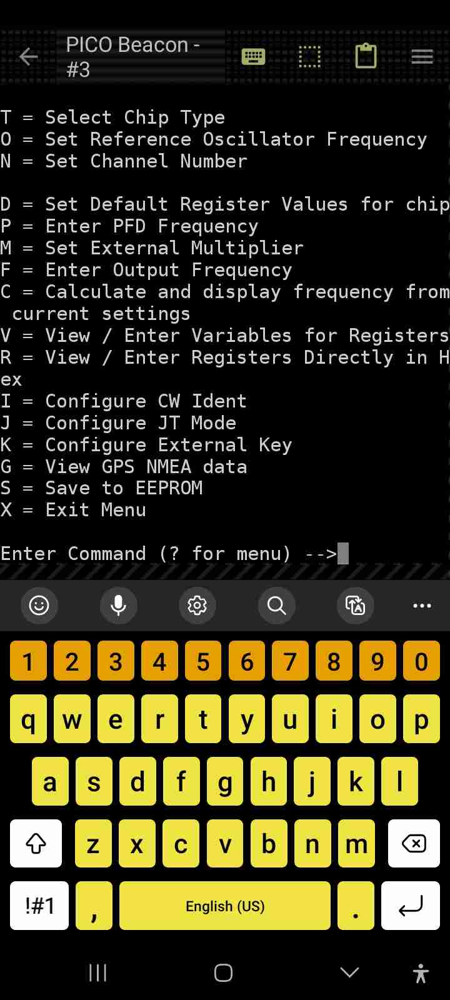 PICO Beacon -
#3
T = Select Chip Type
O = Set Reference Oscillator Frequency
N = Set Channel Number
D = Set Default Register Values for chip
P = Enter PFD Frequency
M = Set External Multiplier
F = Enter Output Frequency
C = Calculate and display frequency from
current settings
V = View / Enter Variables for Registers
R = View / Enter Registers Directly in H
ex
I = Configure CW Ident
J = Configure JT Mode
K = Configure External Key
G = View GPS NMEA data
S = Save to EEPROM
X = Exit Menu
Enter Command (? for menu) -->
1 2 3 4 5 6 7 8 9 0
q w e r t y u i o p
a s d f g h j k l
z x c v b n m
!#1 , English (US) .